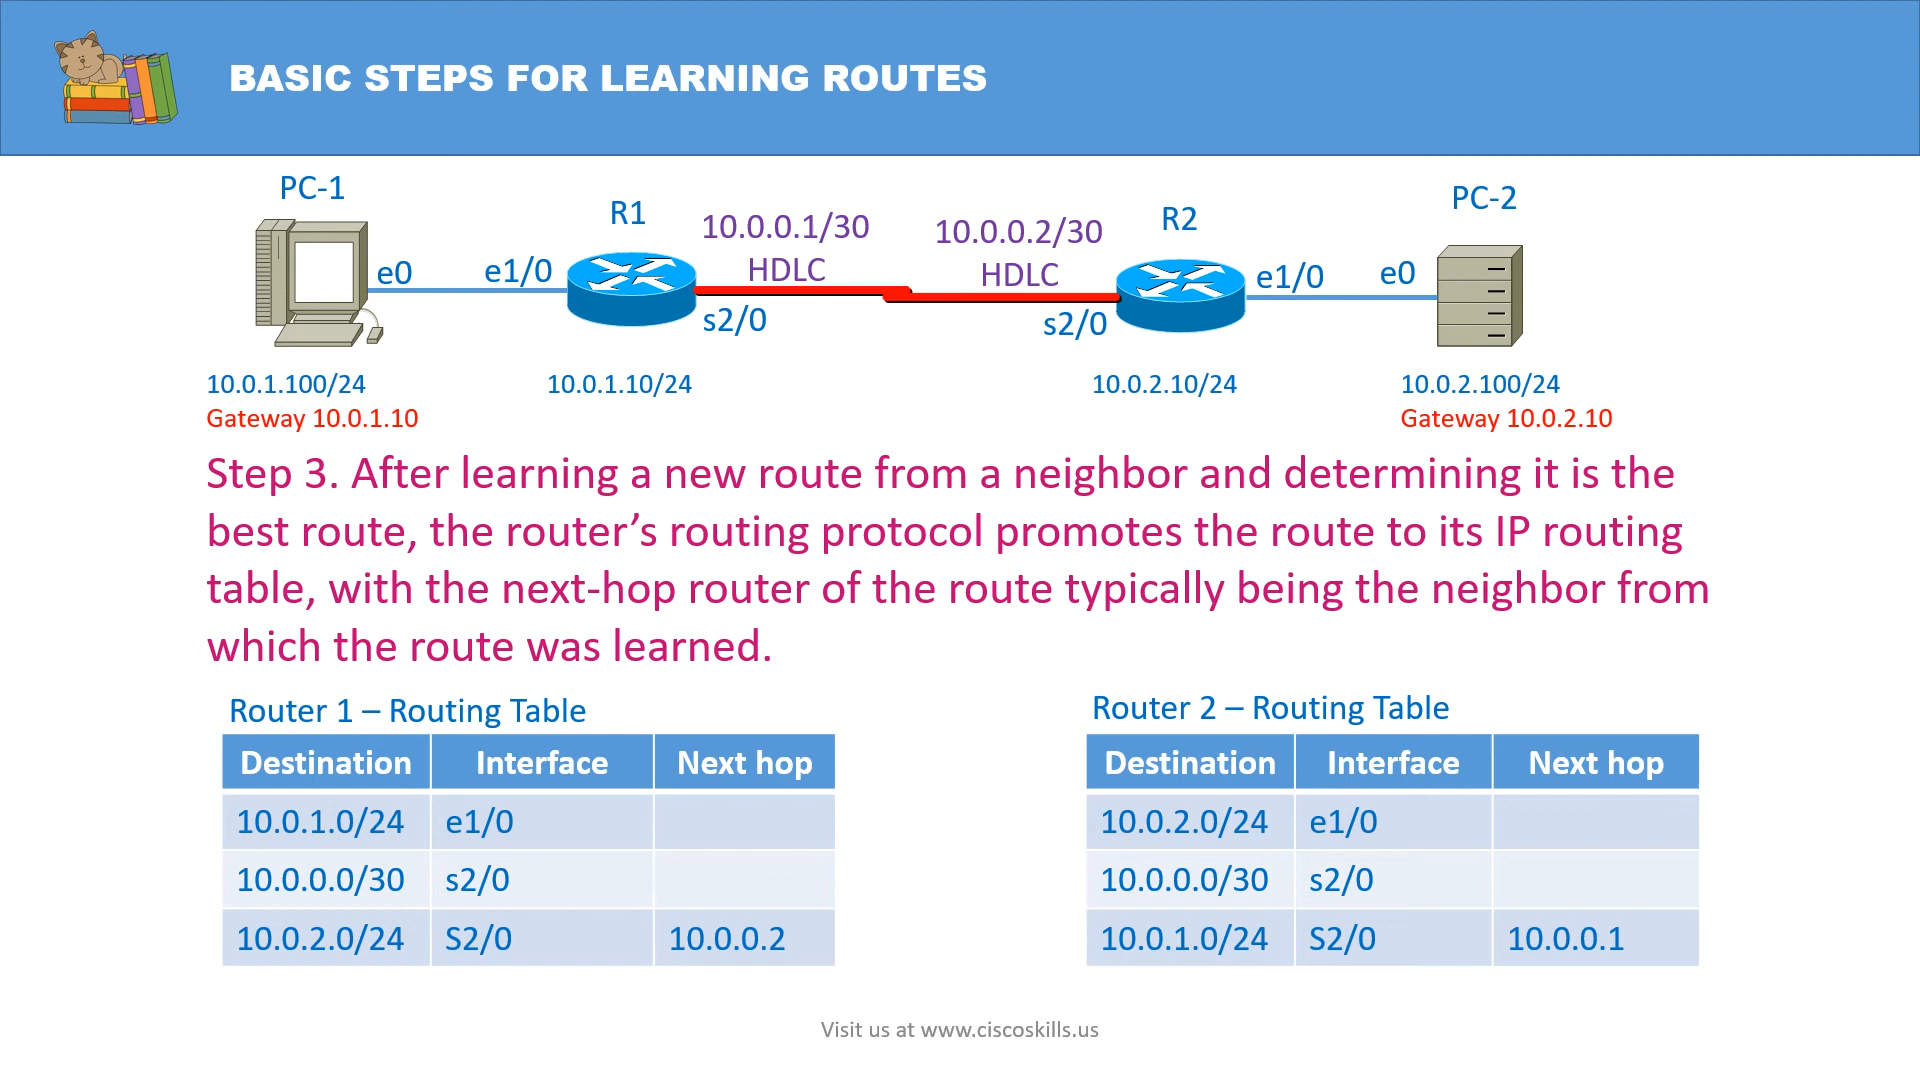 BASIC STEPS FOR LEARNING ROUTES
PC-1
R1
10.0.0.1/30
HDLC
10.0.0.2/30
HDLC
R2
PC-2
e0
e1/0
s2/0
s2/0
e1/0
e0
10.0.1.100/24
Gateway 10.0.1.10
10.0.1.10/24
10.0.2.10/24
10.0.2.100/24
Gateway 10.0.2.10
Step 3. After learning a new route from a neighbor and determining it is the
best route, the router’s routing protocol promotes the route to its IP routing
table, with the next-hop router of the route typically being the neighbor from
which the route was learned.
Router 1 – Routing Table
Destination Interface Next hop
10.0.1.0/24 e1/0
10.0.0.0/30 s2/0
10.0.2.0/24 S2/0 10.0.0.2
Router 2 – Routing Table
Destination Interface Next hop
10.0.2.0/24 e1/0
10.0.0.0/30 s2/0
10.0.1.0/24 S2/0 10.0.0.1
Visit us at www.ciscoskills.us